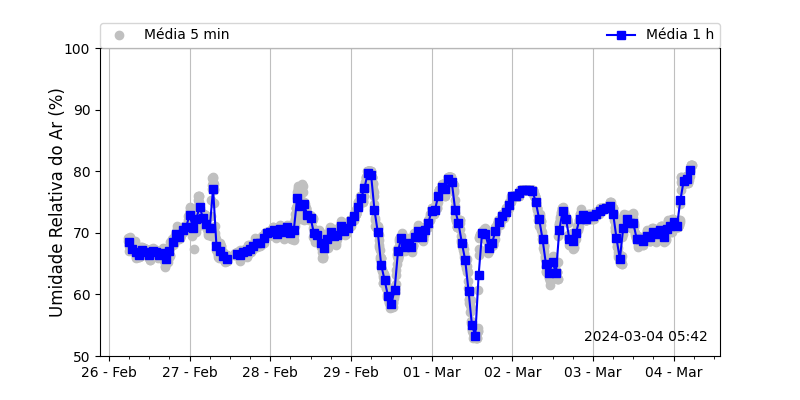 Média 5 min
Média 1 h
Umidade Relativa do Ar (%)
100
90
80
70
60
50
2024-03-04 05:42
26 - Feb
27 - Feb
28 - Feb
29 - Feb
01 - Mar
02 - Mar
03 - Mar
04 - Mar